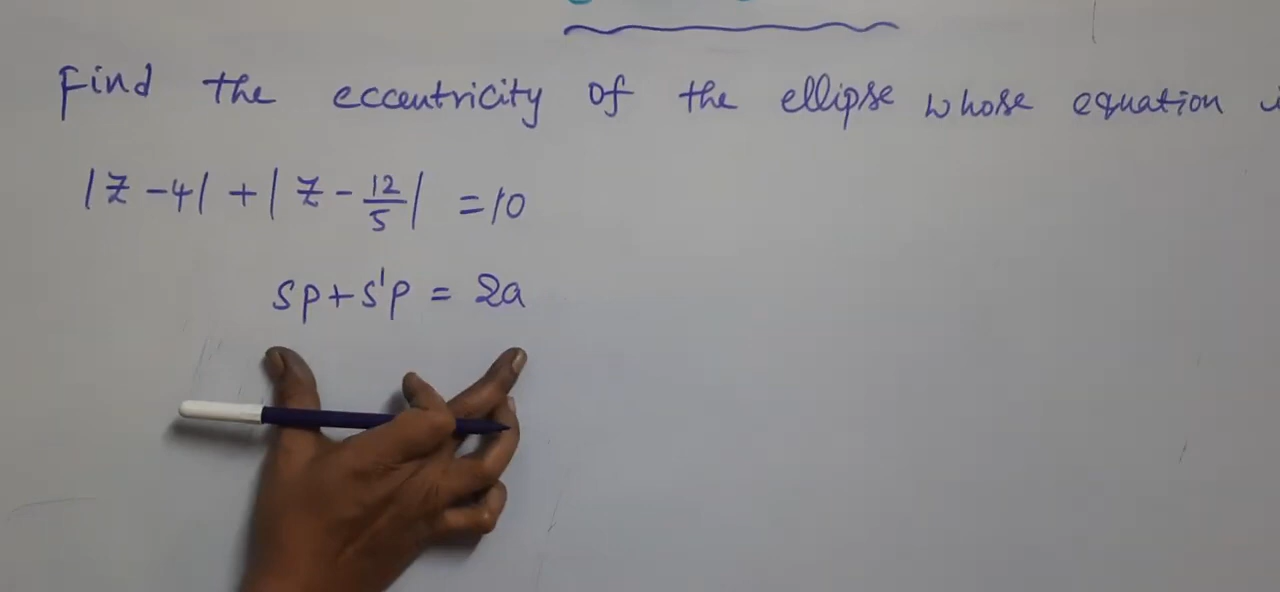 Find the eccentricity of the ellipse whose equation
|z - 4| + |z - 12/5| = 10
SP + S'P = 2a